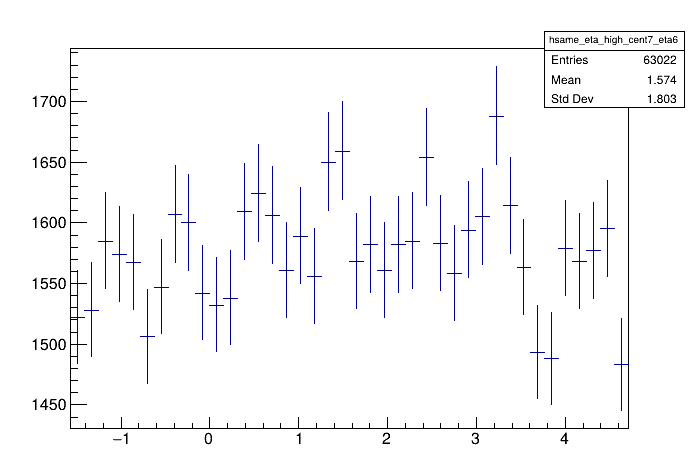 hsame_eta_high_cent7_eta6
Entries 63022
Mean 1.574
Std Dev 1.803
1700
1650
1600
1550
1500
1450
−1 0 1 2 3 4